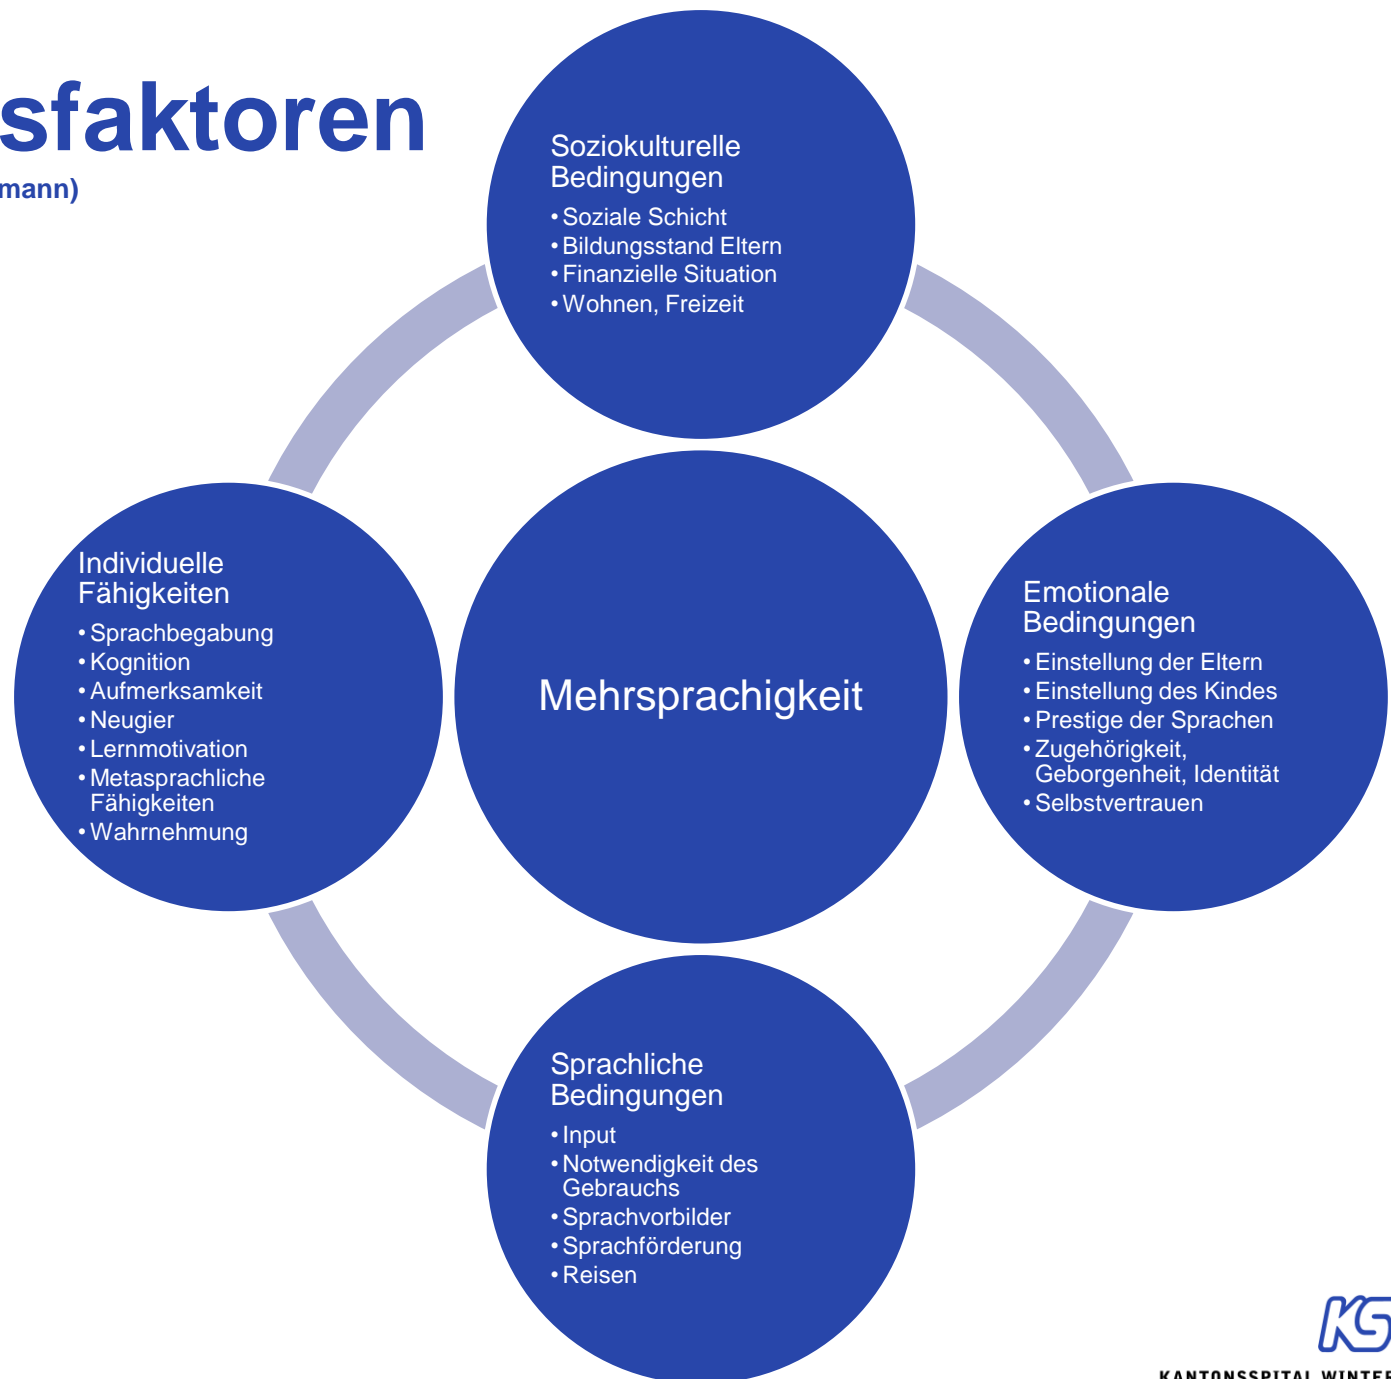 sfaktoren
mann)
Soziokulturelle
Bedingungen
• Soziale Schicht
• Bildungsstand Eltern
• Finanzielle Situation
• Wohnen, Freizeit
Individuelle
Fähigkeiten
• Sprachbegabung
• Kognition
• Aufmerksamkeit
• Neugier
• Lernmotivation
• Metasprachliche
Fähigkeiten
• Wahrnehmung
Mehrsprachigkeit
Emotionale
Bedingungen
• Einstellung der Eltern
• Einstellung des Kindes
• Prestige der Sprachen
• Zugehörigkeit,
Geborgenheit, Identität
• Selbstvertrauen
Sprachliche
Bedingungen
• Input
• Notwendigkeit des
Gebrauchs
• Sprachvorbilder
• Sprachförderung
• Reisen
KS
KANTONSSPITAL WINTER